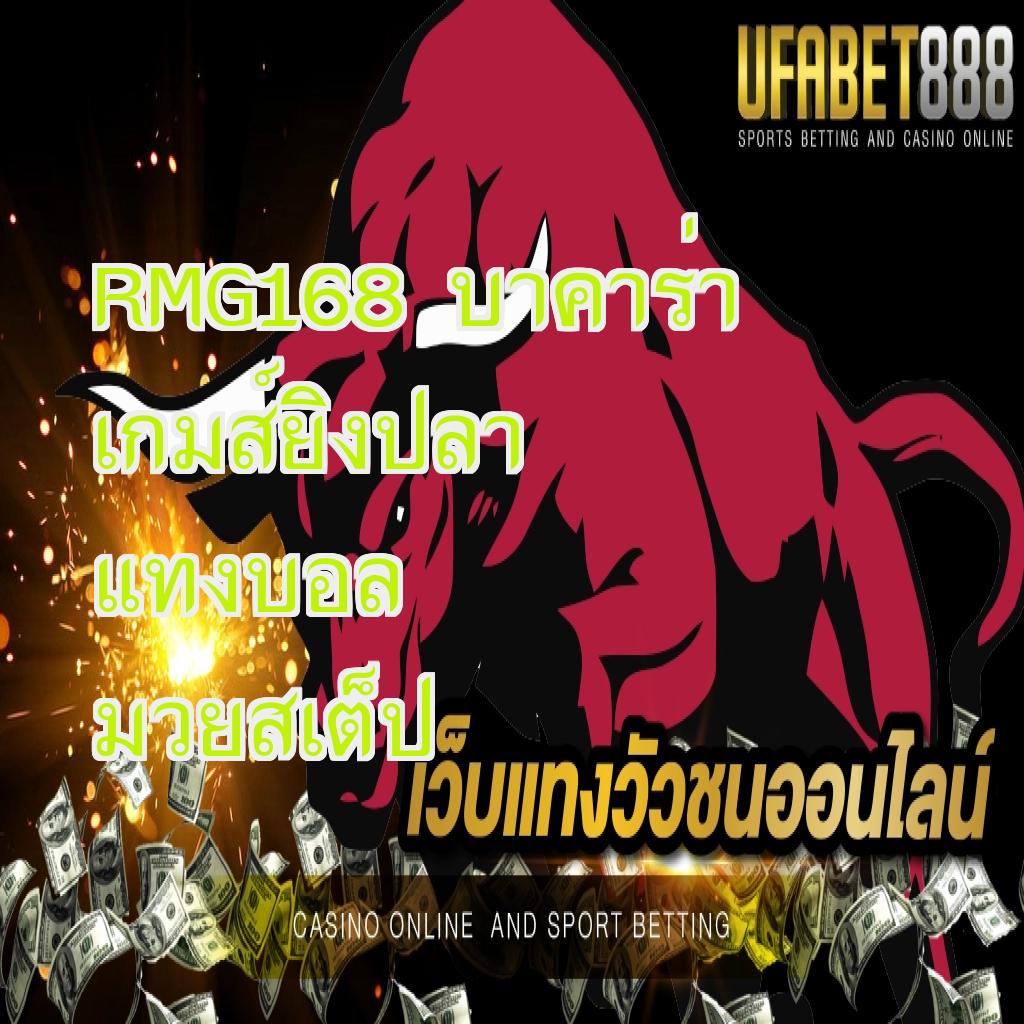 UFABET888
SPORTS BETTING AND CASINO ONLINE
RMG168 บาคาร่า
เกมส์ยิงปลา
แทงบอล
มวยสเต็ป
เว็บแทงวัวชนออนไลน์
CASINO ONLINE AND SPORT BETTING